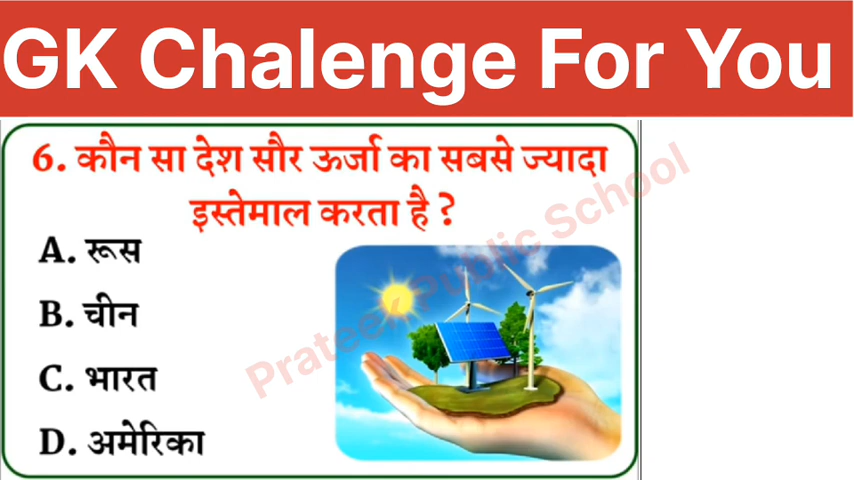 GK Chalenge For You
6. कौन सा देश सौर ऊर्जा का सबसे ज्यादा
इस्तेमाल करता है ?
A. रूस
B. चीन
C. भारत
D. अमेरिका
Prateek Public School